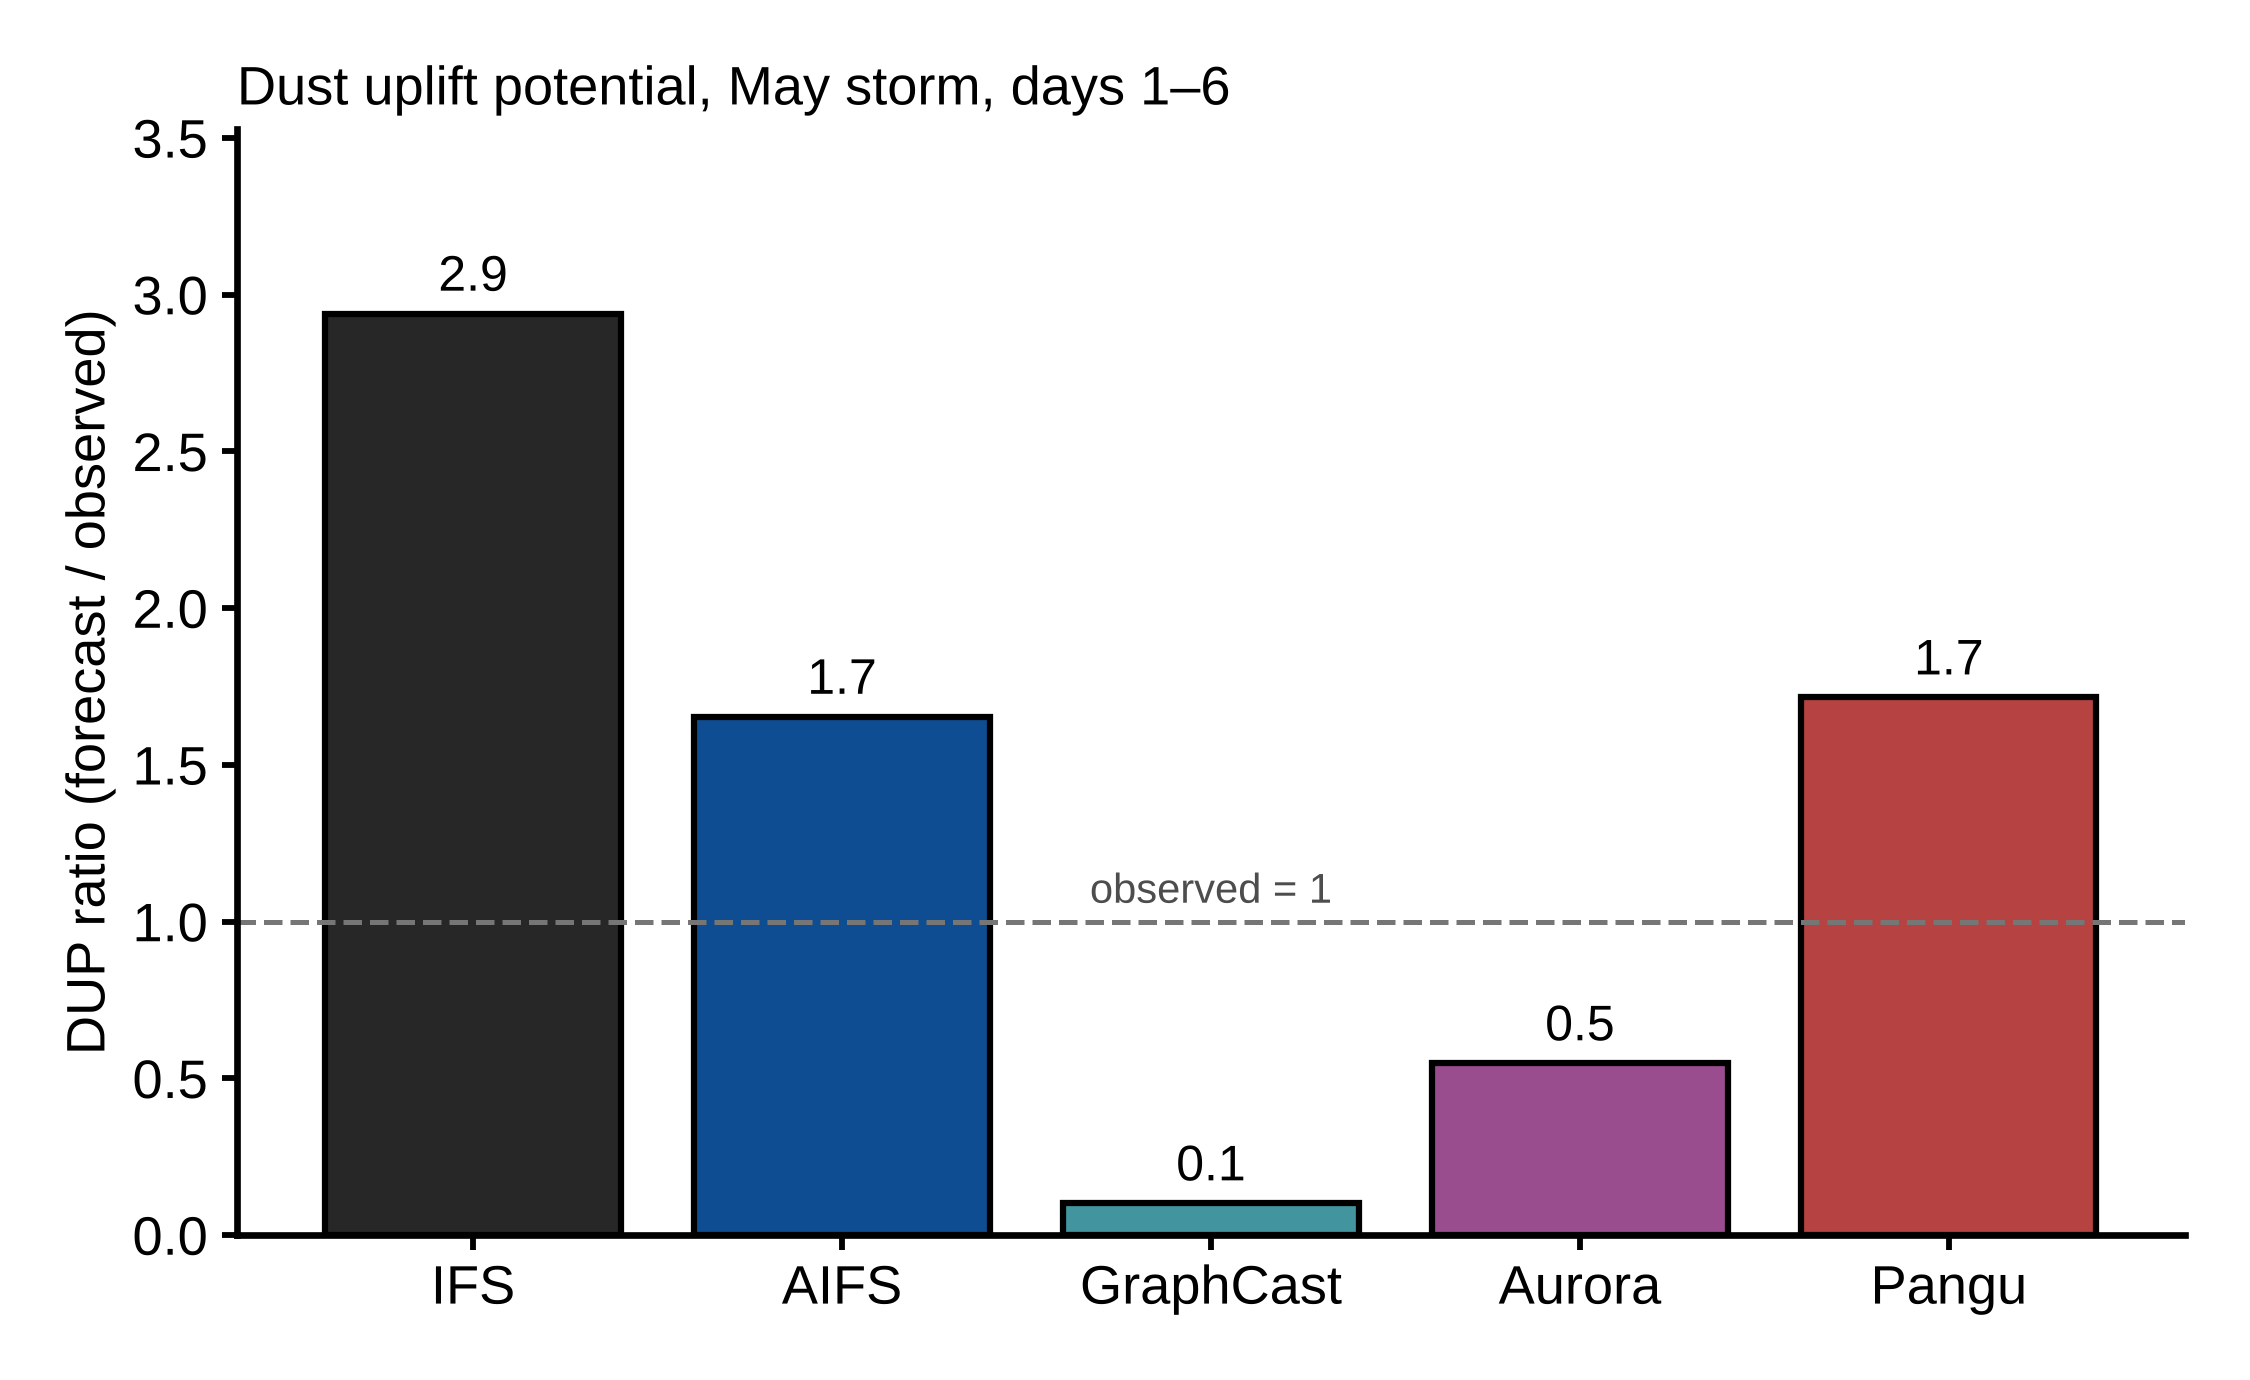 Dust uplift potential, May storm, days 1–6
DUP ratio (forecast / observed)
3.5
3.0
2.5
2.0
1.5
1.0
0.5
0.0
2.9
1.7
0.1
0.5
1.7
observed = 1
IFS
AIFS
GraphCast
Aurora
Pangu